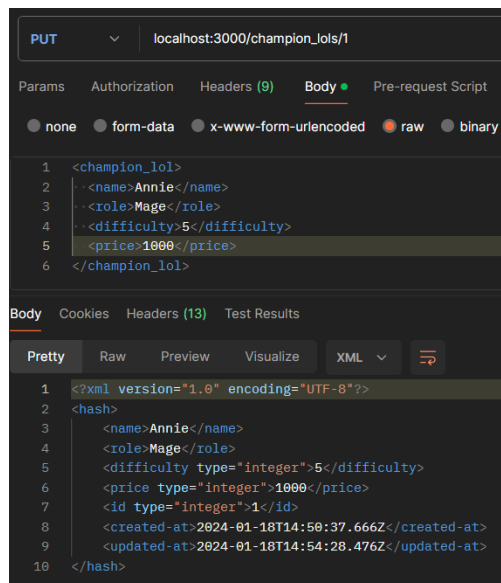 PUT localhost:3000/champion_lols/1
Params Authorization Headers (9) Body Pre-request Script
none form-data x-www-form-urlencoded raw binary
1 <champion_lol>
2 <name>Annie</name>
3 <role>Mage</role>
4 <difficulty>5</difficulty>
5 <price>1000</price>
6 </champion_lol>
Body Cookies Headers (13) Test Results
Pretty Raw Preview Visualize XML
1 <?xml version="1.0" encoding="UTF-8"?>
2 <hash>
3 <name>Annie</name>
4 <role>Mage</role>
5 <difficulty type="integer">5</difficulty>
6 <price type="integer">1000</price>
7 <id type="integer">1</id>
8 <created-at>2024-01-18T14:50:37.666Z</created-at>
9 <updated-at>2024-01-18T14:54:28.476Z</updated-at>
10 </hash>